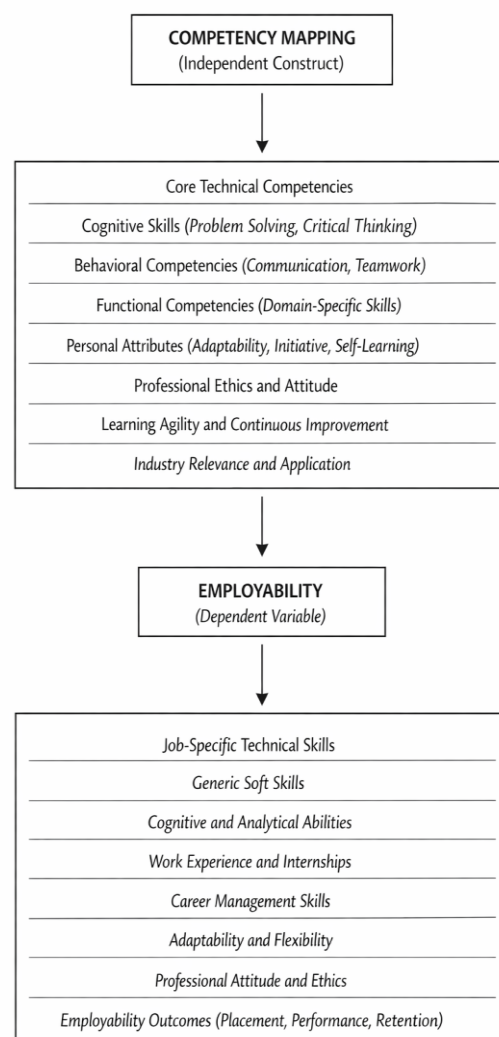 COMPETENCY MAPPING
(Independent Construct)
Core Technical Competencies
Cognitive Skills (Problem Solving, Critical Thinking)
Behavioral Competencies (Communication, Teamwork)
Functional Competencies (Domain-Specific Skills)
Personal Attributes (Adaptability, Initiative, Self-Learning)
Professional Ethics and Attitude
Learning Agility and Continuous Improvement
Industry Relevance and Application
EMPLOYABILITY
(Dependent Variable)
Job-Specific Technical Skills
Generic Soft Skills
Cognitive and Analytical Abilities
Work Experience and Internships
Career Management Skills
Adaptability and Flexibility
Professional Attitude and Ethics
Employability Outcomes (Placement, Performance, Retention)